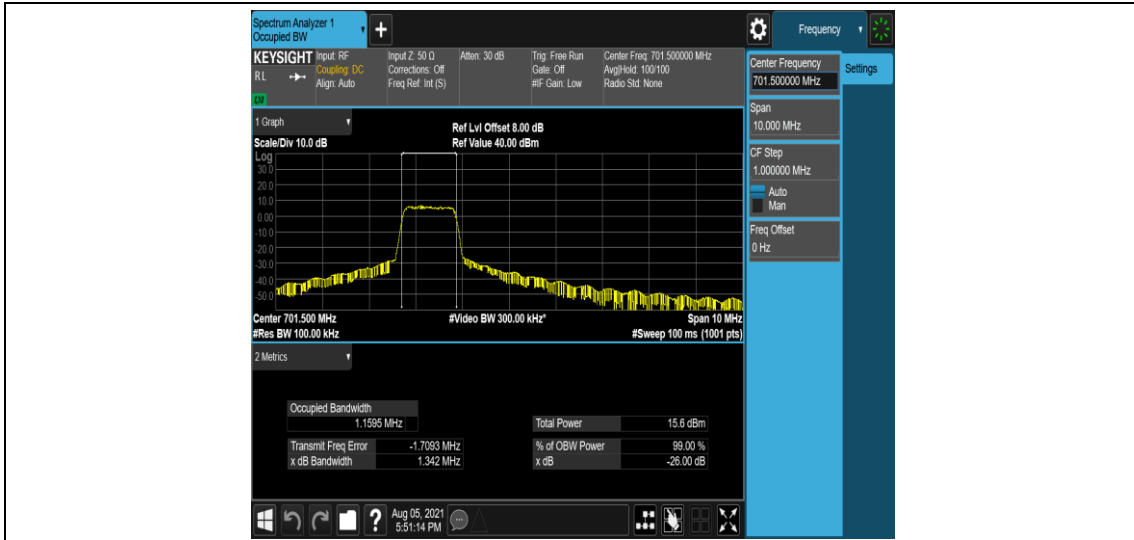 Spectrum Analyzer 1
Occupied BW
+
Frequency
KEYSIGHT
R L
LXI
Input: RF
Coupling: DC
Align: Auto
Input Z: 50 Ω
Corrections: Off
Freq Ref: Int (S)
Atten: 30 dB
Trig: Free Run
Gate: Off
#IF Gain: Low
Center Freq: 701.500000 MHz
Avg|Hold: 100/100
Radio Std: None
Center Frequency
701.500000 MHz
Settings
Span
10.000 MHz
CF Step
1.000000 MHz
Auto
Man
Freq Offset
0 Hz
1 Graph
Scale/Div 10.0 dB
Ref Lvl Offset 8.00 dB
Ref Value 40.00 dBm
Log
30.0
20.0
10.0
0.00
-10.0
-20.0
-30.0
-40.0
-50.0
Center 701.500 MHz
#Video BW 300.00 kHz*
Span 10 MHz
#Res BW 100.00 kHz
#Sweep 100 ms (1001 pts)
2 Metrics
Occupied Bandwidth
1.1595 MHz
Total Power 15.6 dBm
Transmit Freq Error -1.7093 MHz
% of OBW Power 99.00 %
x dB Bandwidth 1.342 MHz
x dB -26.00 dB
?
Aug 05, 2021
5:51:14 PM